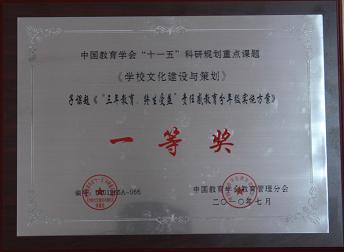 中国教育学会“十一五”科研规划重点课题
《学校文化建设与策划》
子课题《“三年教育、终生受益”责任感教育分年级实施方案》
一等奖
编号：
中国教育学会教育管理分会
二〇一〇年七月